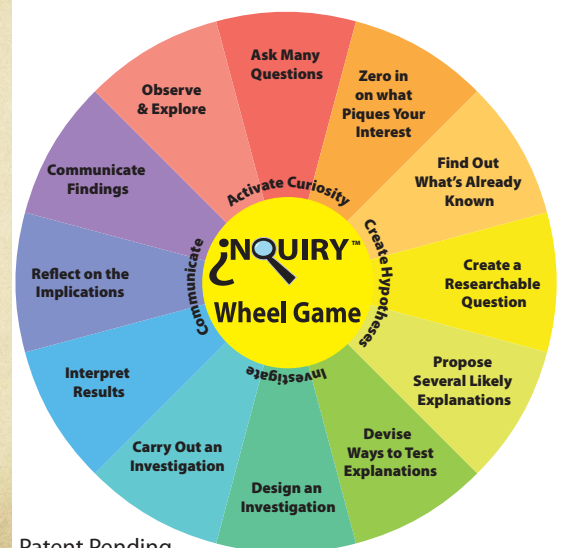 Ask Many
Questions
Zero in
on what
Piques Your
Interest
Find Out
What's Already
Known
Create a
Researchable
Question
Propose
Several Likely
Explanations
Devise
Ways to Test
Explanations
Design an
Investigation
Carry Out an
Investigation
Interpret
Results
Reflect on the
Implications
Communicate
Findings
Observe
& Explore
Activate Curiosity
Create Hypotheses
Investigate
Communicate
¿NQUIRY™
Wheel Game
Patent Pending